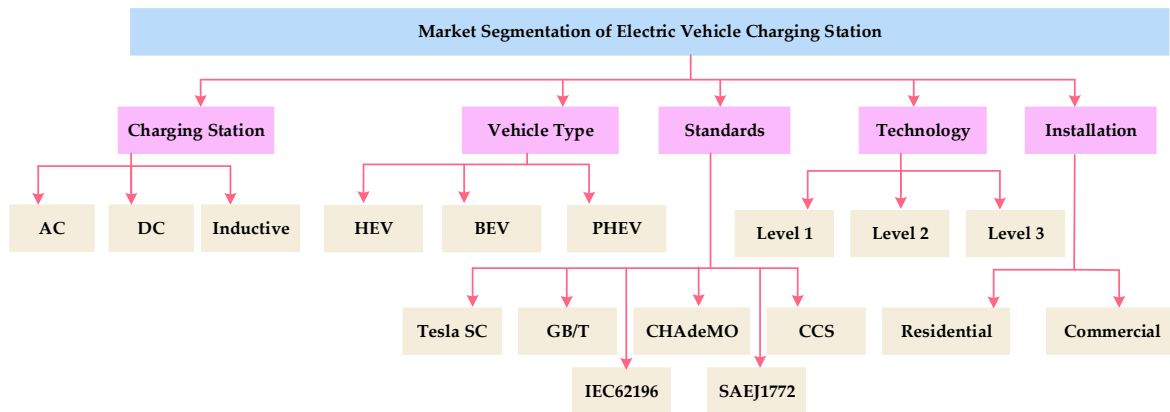 Market Segmentation of Electric Vehicle Charging Station
Charging Station
Vehicle Type
Standards
Technology
Installation
AC
DC
Inductive
HEV
BEV
PHEV
Level 1
Level 2
Level 3
Tesla SC
GB/T
CHAdeMO
CCS
Residential
Commercial
IEC62196
SAEJ1772